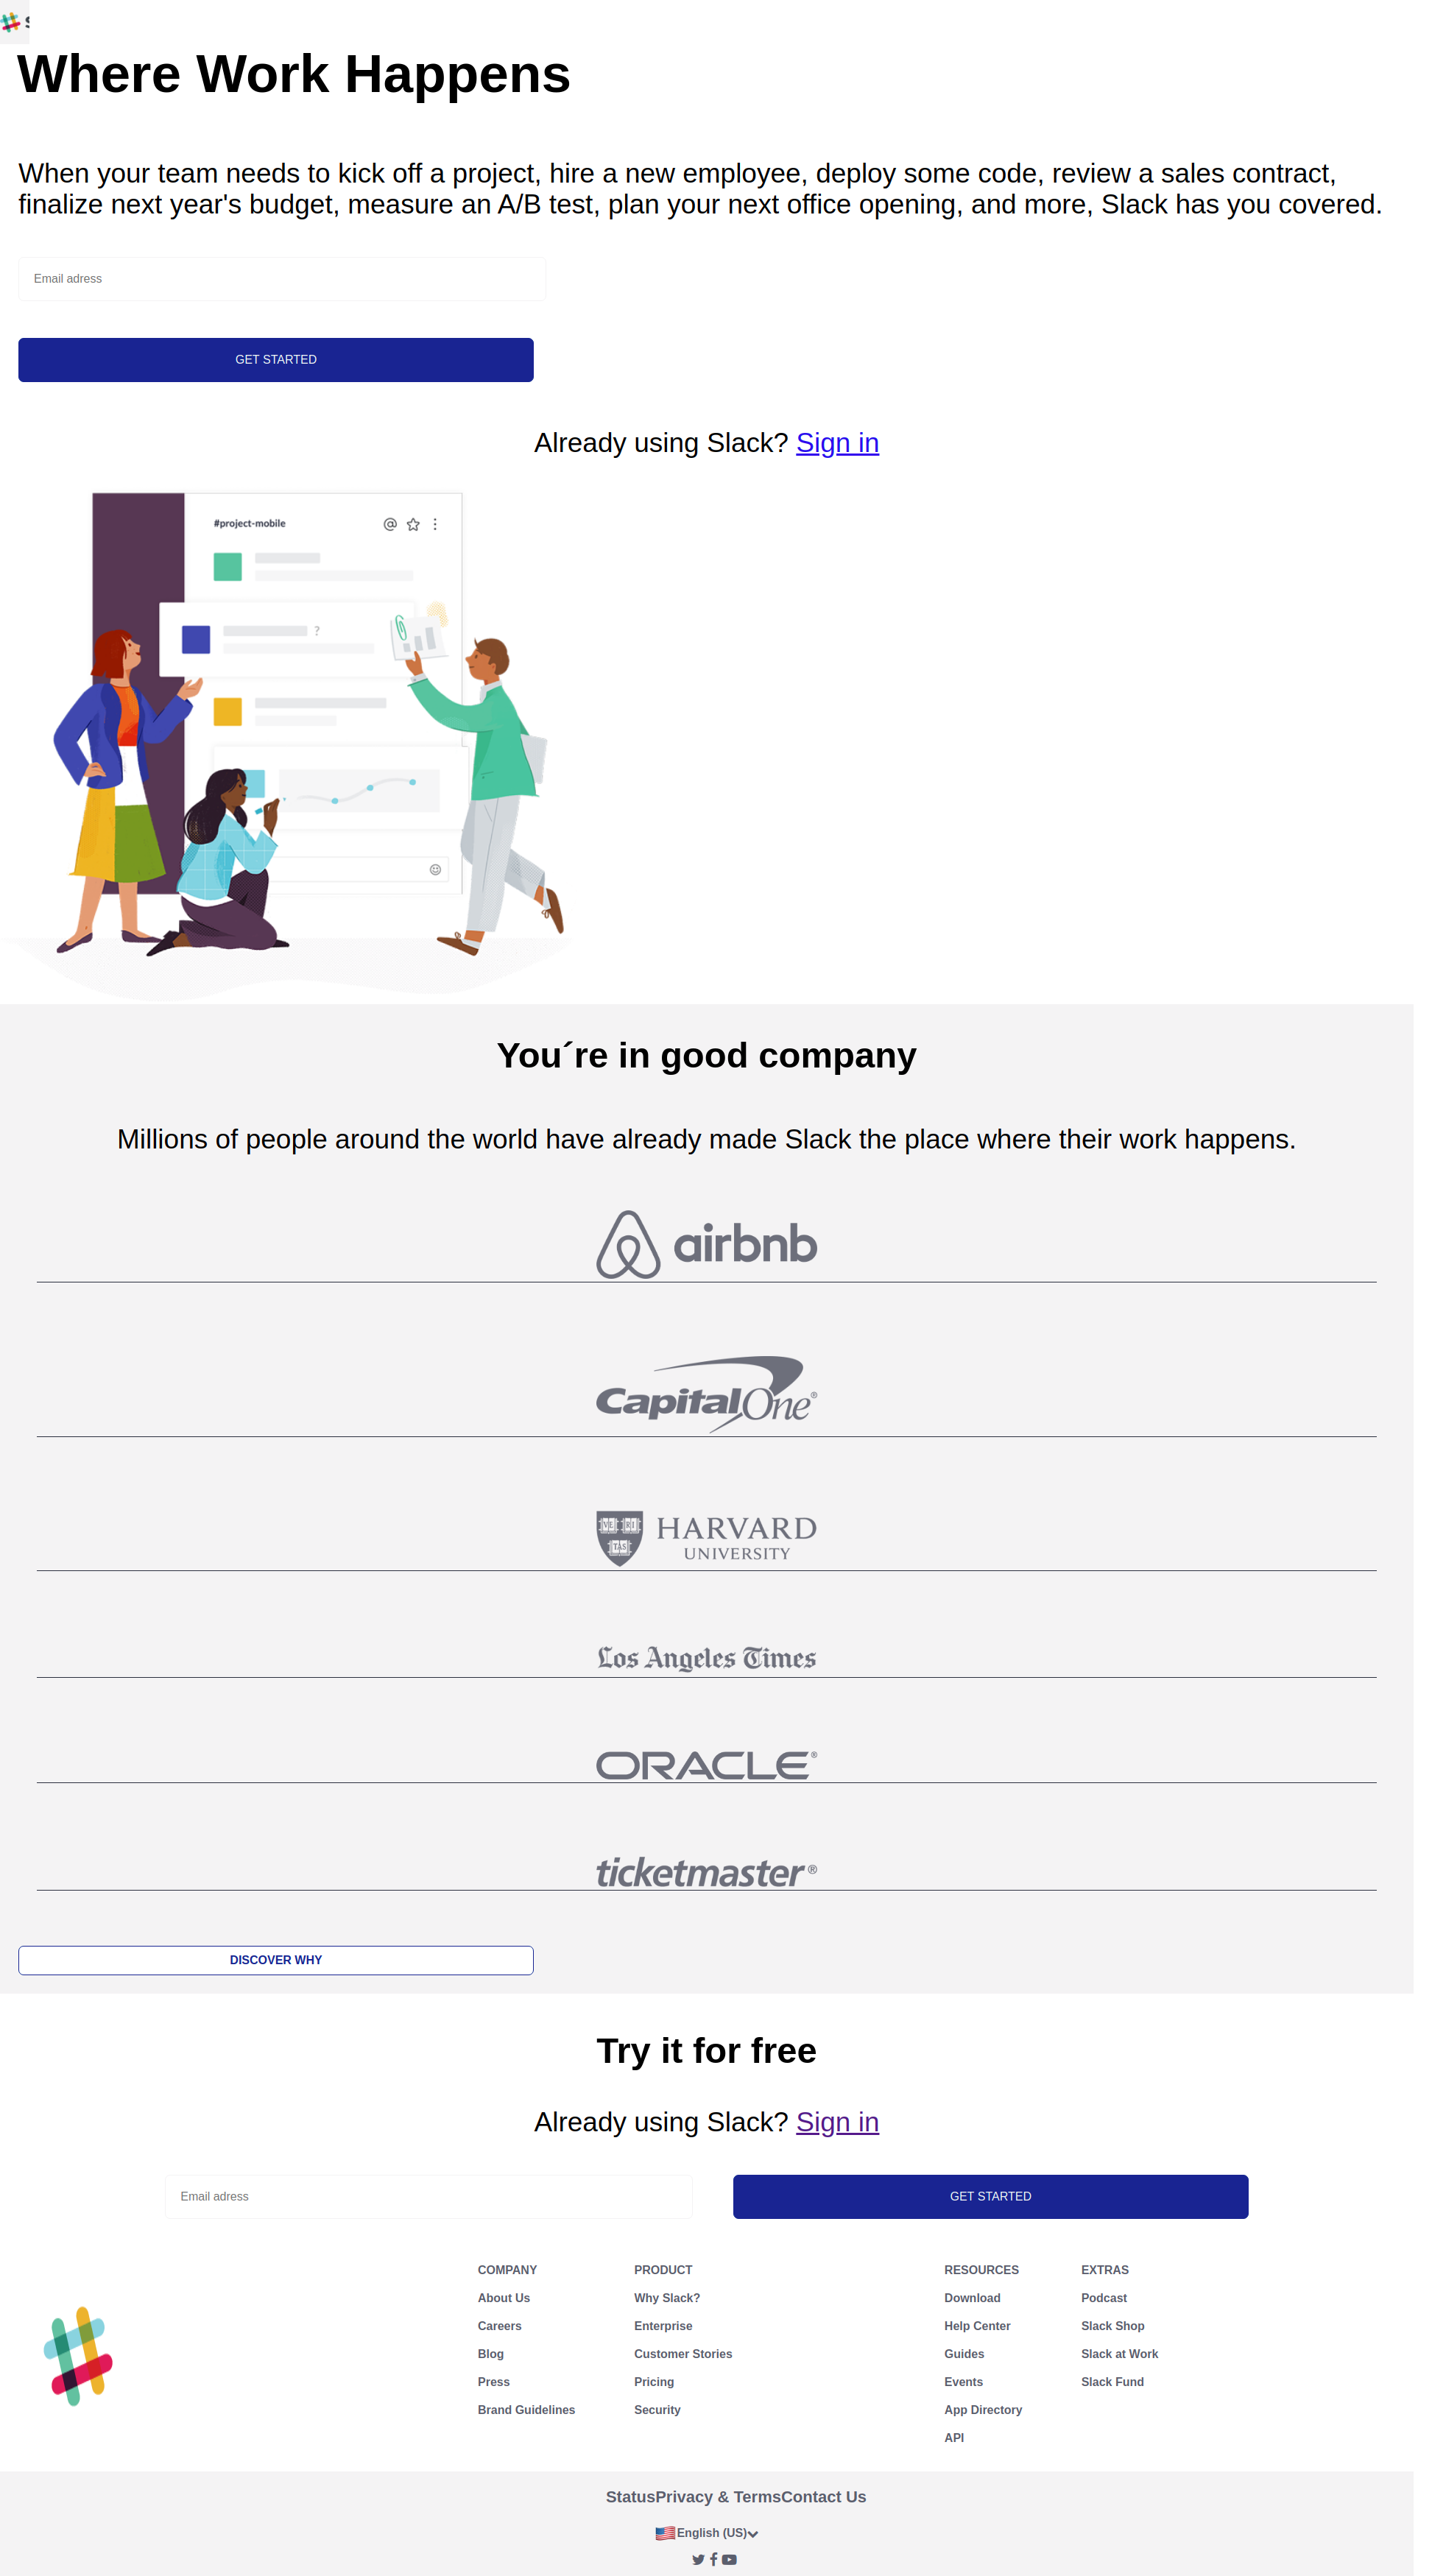 Where Work Happens
When your team needs to kick off a project, hire a new employee, deploy some code, review a sales contract,
finalize next year's budget, measure an A/B test, plan your next office opening, and more, Slack has you covered.
Email adress
GET STARTED
Already using Slack? Sign in
#project-mobile
?
You´re in good company
Millions of people around the world have already made Slack the place where their work happens.
airbnb
CapitalOne®
VE RI TAS
HARVARD
UNIVERSITY
Los Angeles Times
ORACLE®
ticketmaster®
DISCOVER WHY
Try it for free
Already using Slack? Sign in
Email adress
GET STARTED
COMPANY
About Us
Careers
Blog
Press
Brand Guidelines
PRODUCT
Why Slack?
Enterprise
Customer Stories
Pricing
Security
RESOURCES
Download
Help Center
Guides
Events
App Directory
API
EXTRAS
Podcast
Slack Shop
Slack at Work
Slack Fund
StatusPrivacy & TermsContact Us
English (US)